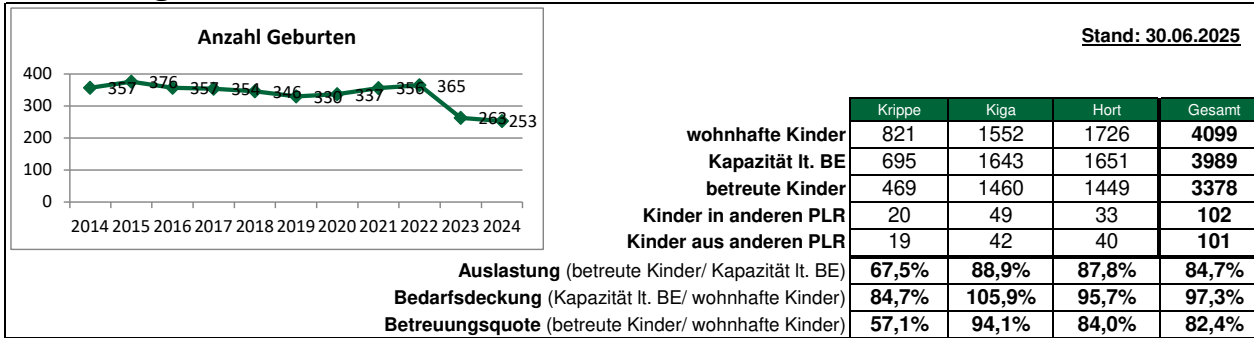 Anzahl Geburten
Stand: 30.06.2025
400
300
200
100
0
357 376 357 354 346 330 337 356 365 263 253
2014 2015 2016 2017 2018 2019 2020 2021 2022 2023 2024
Krippe Kiga Hort Gesamt
wohnhafte Kinder 821 1552 1726 4099
Kapazität lt. BE 695 1643 1651 3989
betreute Kinder 469 1460 1449 3378
Kinder in anderen PLR 20 49 33 102
Kinder aus anderen PLR 19 42 40 101
Auslastung (betreute Kinder/ Kapazität lt. BE) 67,5% 88,9% 87,8% 84,7%
Bedarfsdeckung (Kapazität lt. BE/ wohnhafte Kinder) 84,7% 105,9% 95,7% 97,3%
Betreuungsquote (betreute Kinder/ wohnhafte Kinder) 57,1% 94,1% 84,0% 82,4%